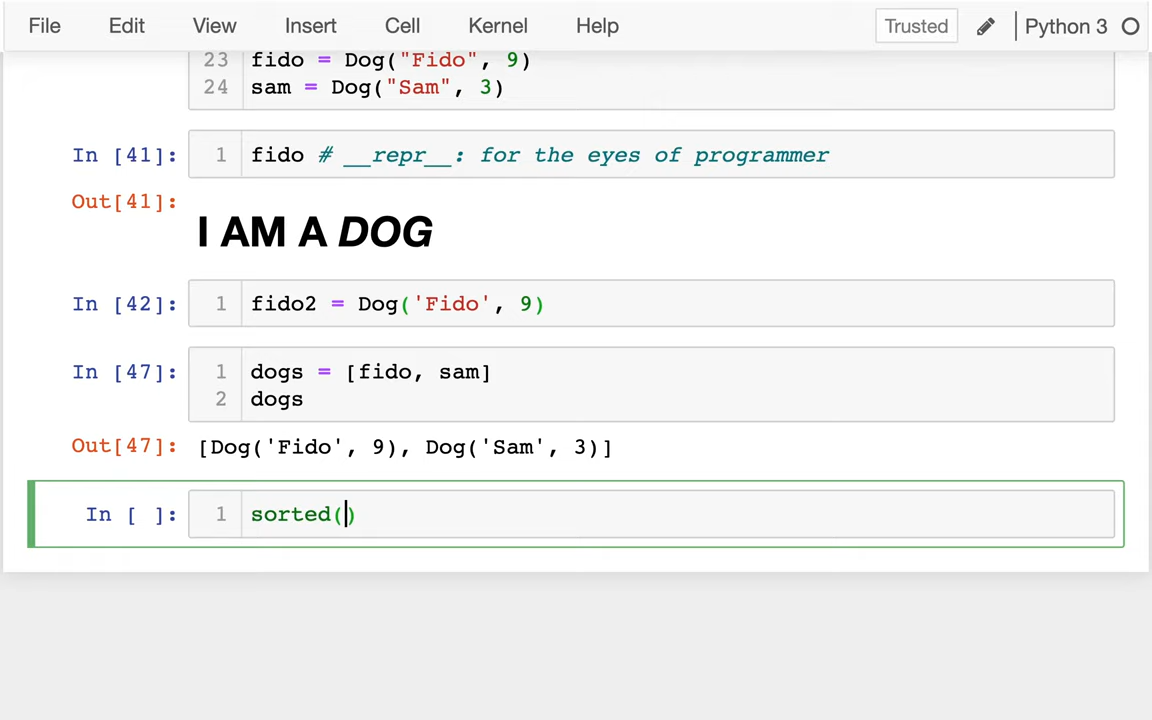 File Edit View Insert Cell Kernel Help Trusted Python 3
23 fido = Dog("Fido", 9)
24 sam = Dog("Sam", 3)
In [41]: 1 fido # __repr__: for the eyes of programmer
Out[41]:
I AM A DOG
In [42]: 1 fido2 = Dog('Fido', 9)
In [47]: 1 dogs = [fido, sam]
2 dogs
Out[47]: [Dog('Fido', 9), Dog('Sam', 3)]
In [ ]: 1 sorted()